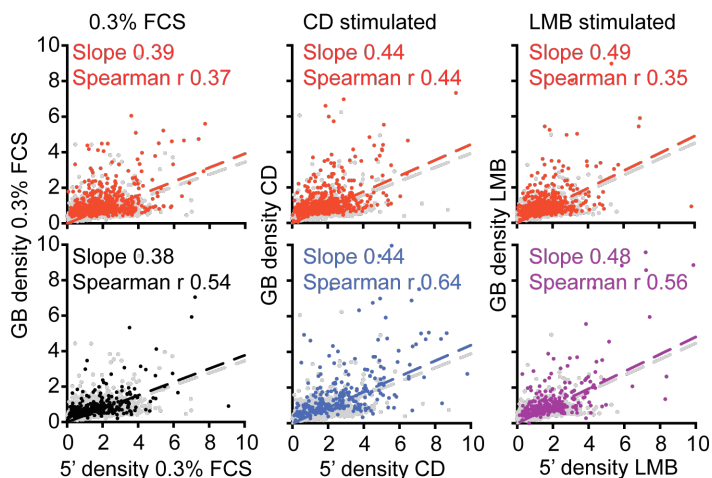 0.3% FCS
CD stimulated
LMB stimulated
10
8
6
4
2
0
Slope 0.39
Spearman r 0.37
10
8
6
4
2
0
Slope 0.38
Spearman r 0.54
GB density 0.3% FCS
0 2 4 6 8 10
5’ density 0.3% FCS
Slope 0.44
Spearman r 0.44
Slope 0.44
Spearman r 0.64
GB density CD
0 2 4 6 8 10
5’ density CD
Slope 0.49
Spearman r 0.35
Slope 0.48
Spearman r 0.56
GB density LMB
0 2 4 6 8 10
5’ density LMB